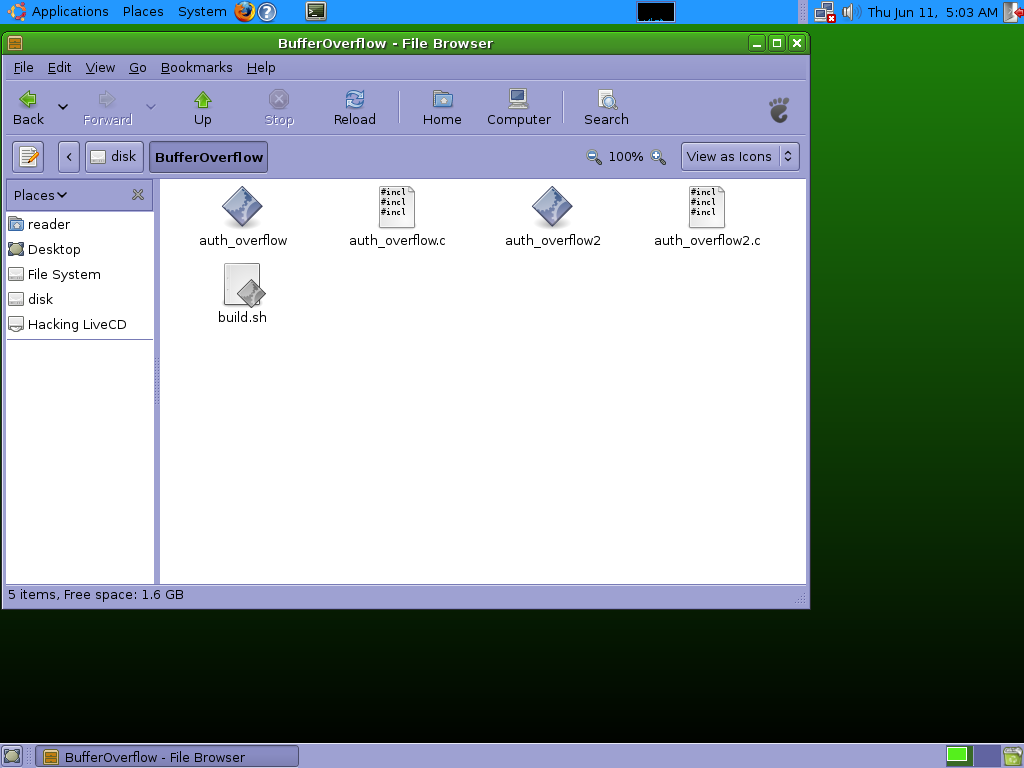 Applications Places System Thu Jun 11, 5:03 AM
BufferOverflow - File Browser
File Edit View Go Bookmarks Help
Back Forward Up Stop Reload Home Computer Search
< disk BufferOverflow 100% View as Icons
Places
reader
Desktop
File System
disk
Hacking LiveCD
#incl #incl
#incl #incl
#incl #incl
auth_overflow auth_overflow.c auth_overflow2 auth_overflow2.c
build.sh
5 items, Free space: 1.6 GB
BufferOverflow - File Browser